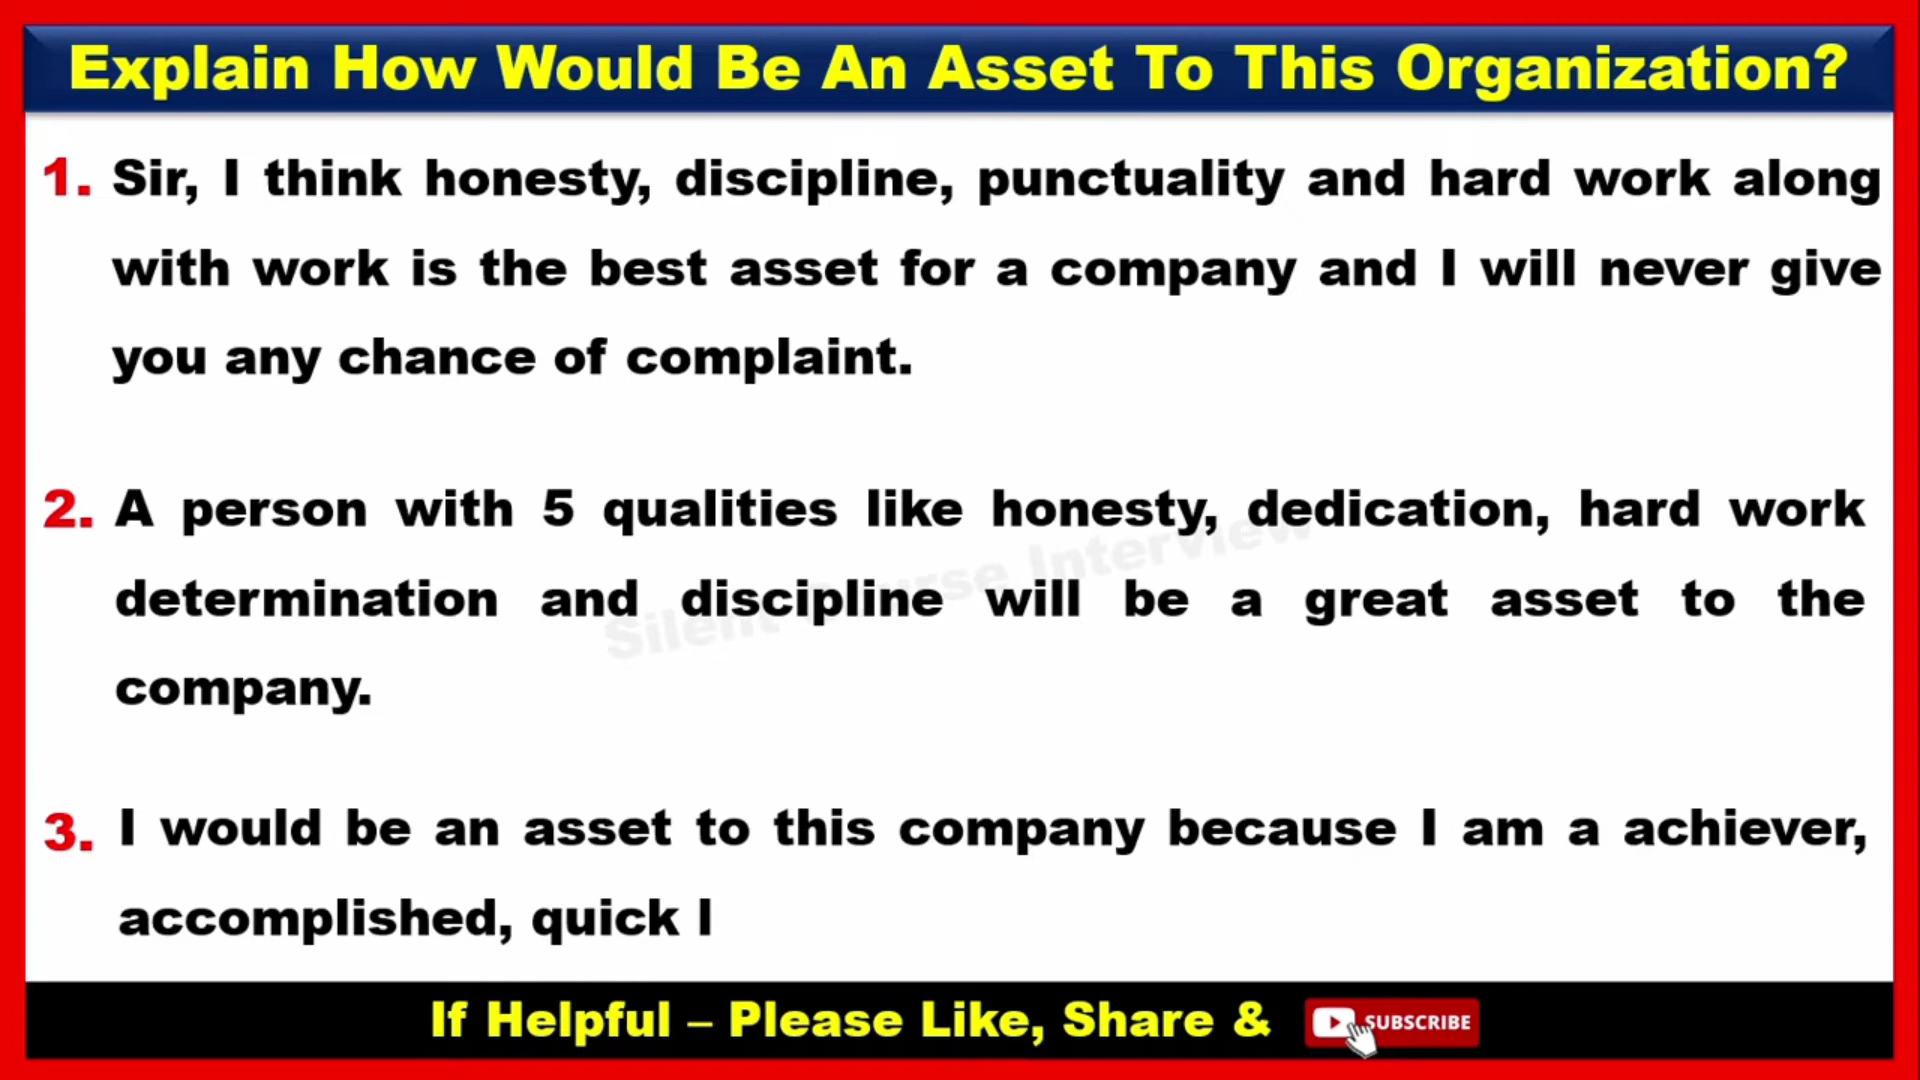 Explain How Would Be An Asset To This Organization?
1. Sir, I think honesty, discipline, punctuality and hard work along
with work is the best asset for a company and I will never give
you any chance of complaint.
2. A person with 5 qualities like honesty, dedication, hard work
determination and discipline will be a great asset to the
company.
Silent Course Interview
3. I would be an asset to this company because I am a achiever,
accomplished, quick l
If Helpful – Please Like, Share & SUBSCRIBE